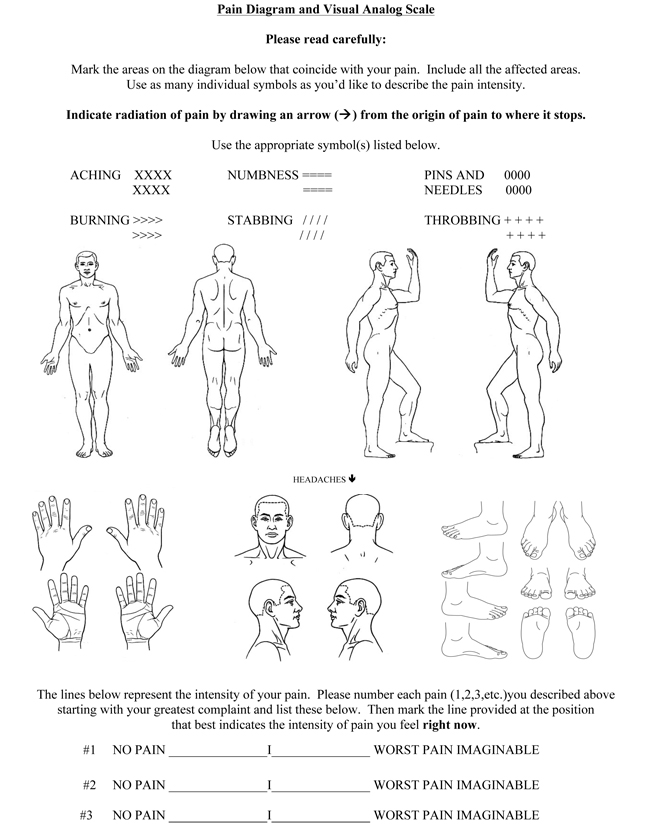 Pain Diagram and Visual Analog Scale
Please read carefully:
Mark the areas on the diagram below that coincide with your pain.  Include all the affected areas.
Use as many individual symbols as you'd like to describe the pain intensity.
Indicate radiation of pain by drawing an arrow (→) from the origin of pain to where it stops.
Use the appropriate symbol(s) listed below.
ACHING XXXX NUMBNESS ==== PINS AND 0000
XXXX ==== NEEDLES 0000
BURNING >>>> STABBING / / / / THROBBING + + + +
>>>> / / / / + + + +
HEADACHES 🡻
The lines below represent the intensity of your pain.  Please number each pain (1,2,3,etc.)you described above
starting with your greatest complaint and list these below.  Then mark the line provided at the position
that best indicates the intensity of pain you feel right now.
#1 NO PAIN _______________I_______________ WORST PAIN IMAGINABLE
#2 NO PAIN _______________I_______________ WORST PAIN IMAGINABLE
#3 NO PAIN _______________I_______________ WORST PAIN IMAGINABLE